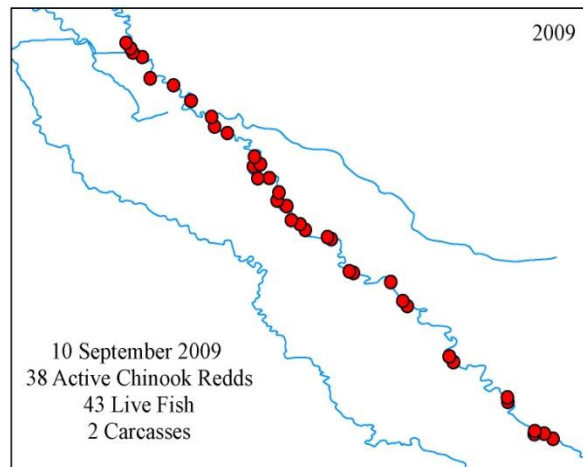 2009
10 September 2009
38 Active Chinook Redds
43 Live Fish
2 Carcasses